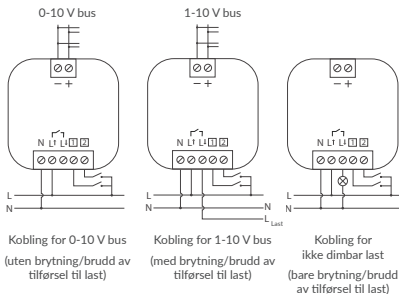 0-10 V bus
− +
N L↑ L↓ 1 2
L
N
Kobling for 0-10 V bus
(uten brytning/brudd av
tilførsel til last)
1-10 V bus
− +
N L↑ L↓ 1 2
L
N N
L Last
Kobling for 1-10 V bus
(med brytning/brudd av
tilførsel til last)
− +
N L↑ L↓ 1 2
L
N
Kobling for
ikke dimbar last
(bare brytning/brudd
av tilførsel til last)